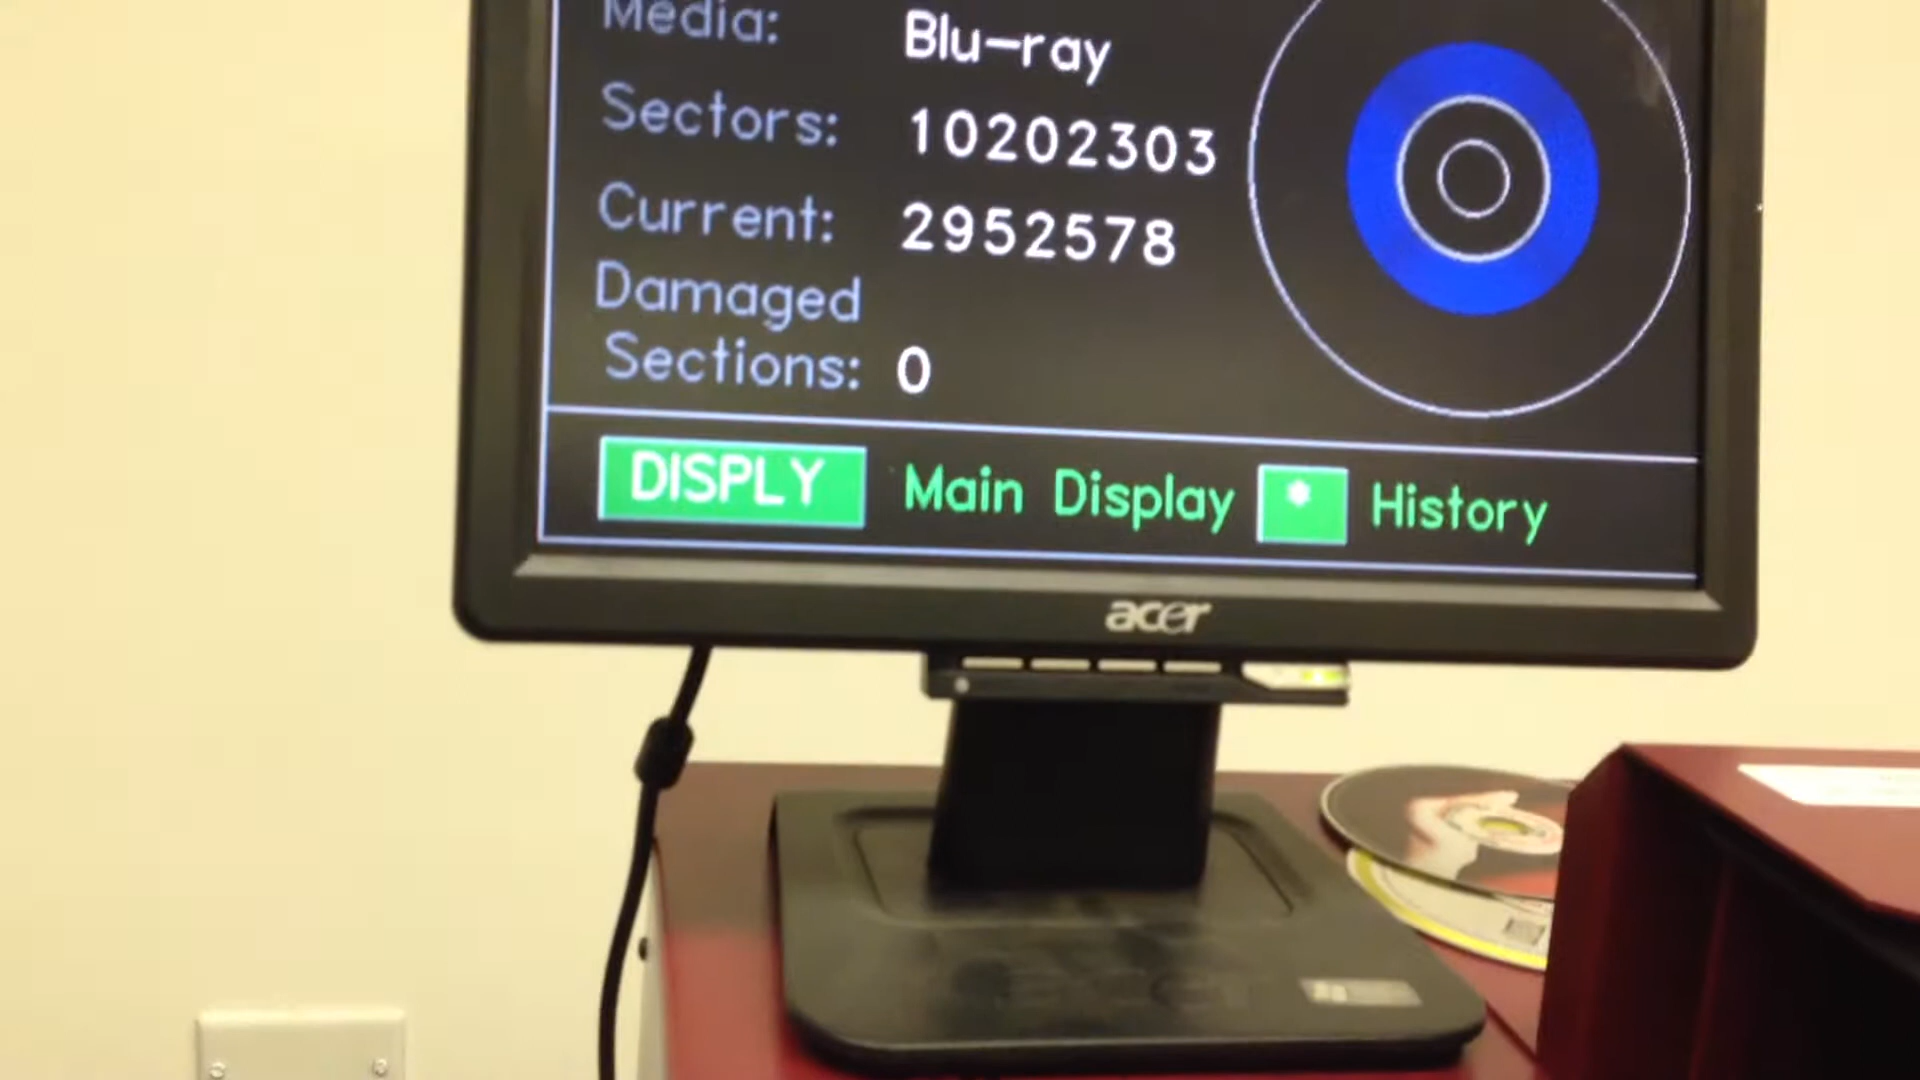 Media: Blu-ray
Sectors: 10202303
Current: 2952578
Damaged
Sections: 0
DISPLY Main Display * History
acer